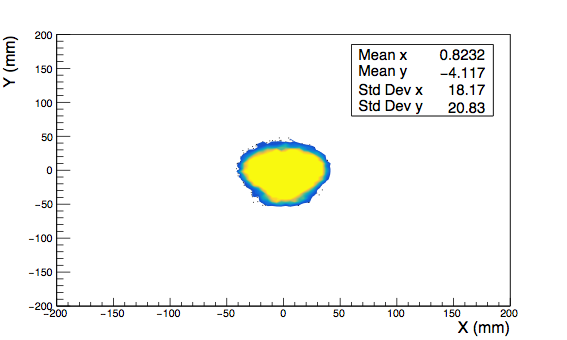 Y (mm)
200
150
100
50
0
−50
−100
−150
−200
Mean x 0.8232
Mean y −4.117
Std Dev x 18.17
Std Dev y 20.83
−200 −150 −100 −50 0 50 100 150 200
X (mm)